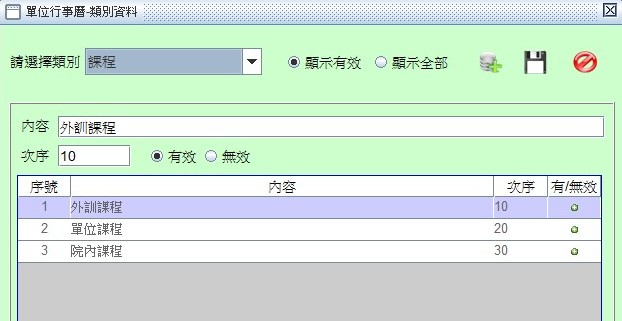 單位行事曆-類別資料
請選擇類別 課程 顯示有效 顯示全部
內容 外訓課程
次序 10 有效 無效
序號 內容 次序 有/無效
1 外訓課程 10
2 單位課程 20
3 院內課程 30